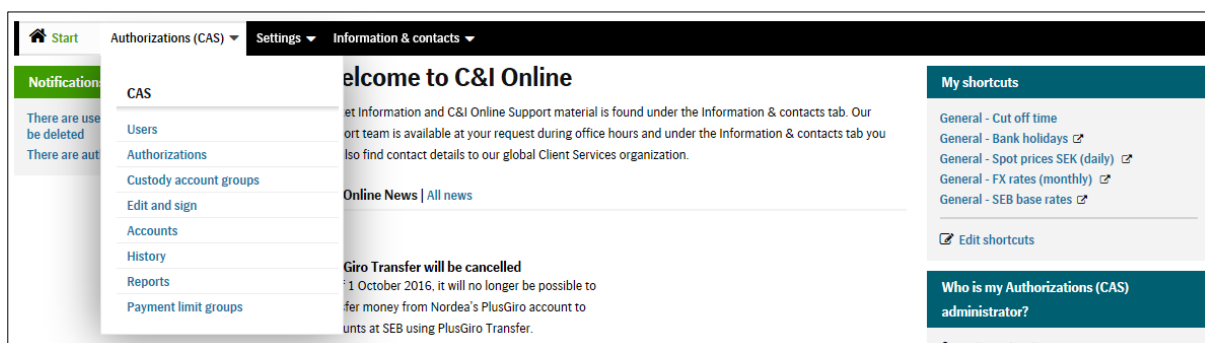 Start
Authorizations (CAS)
Settings
Information & contacts
Notification
There are use
be deleted
There are aut
CAS
Users
Authorizations
Custody account groups
Edit and sign
Accounts
History
Reports
Payment limit groups
elcome to C&I Online
et Information and C&I Online Support material is found under the Information & contacts tab. Our
ort team is available at your request during office hours and under the Information & contacts tab you
lso find contact details to our global Client Services organization.
Online News | All news
Giro Transfer will be cancelled
1 October 2016, it will no longer be possible to
fer money from Nordea's PlusGiro account to
unts at SEB using PlusGiro Transfer.
My shortcuts
General - Cut off time
General - Bank holidays
General - Spot prices SEK (daily)
General - FX rates (monthly)
General - SEB base rates
Edit shortcuts
Who is my Authorizations (CAS)
administrator?